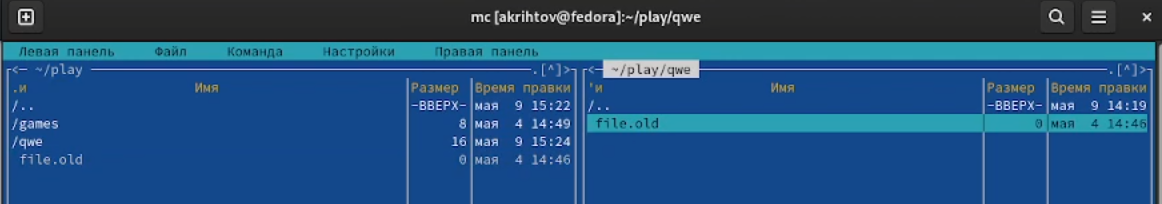 mc [akrihtov@fedora]:~/play/qwe
Левая панель Файл Команда Настройки Правая панель
<- ~/play .[^]> <- ~/play/qwe .[^]>
.и Имя Размер Время правки 'и Имя Размер Время правки
/.. -ВВЕРХ- мая 9 15:22 /.. -ВВЕРХ- мая 9 14:19
/games 8 мая 4 14:49 file.old 0 мая 4 14:46
/qwe 16 мая 9 15:24
file.old 0 мая 4 14:46